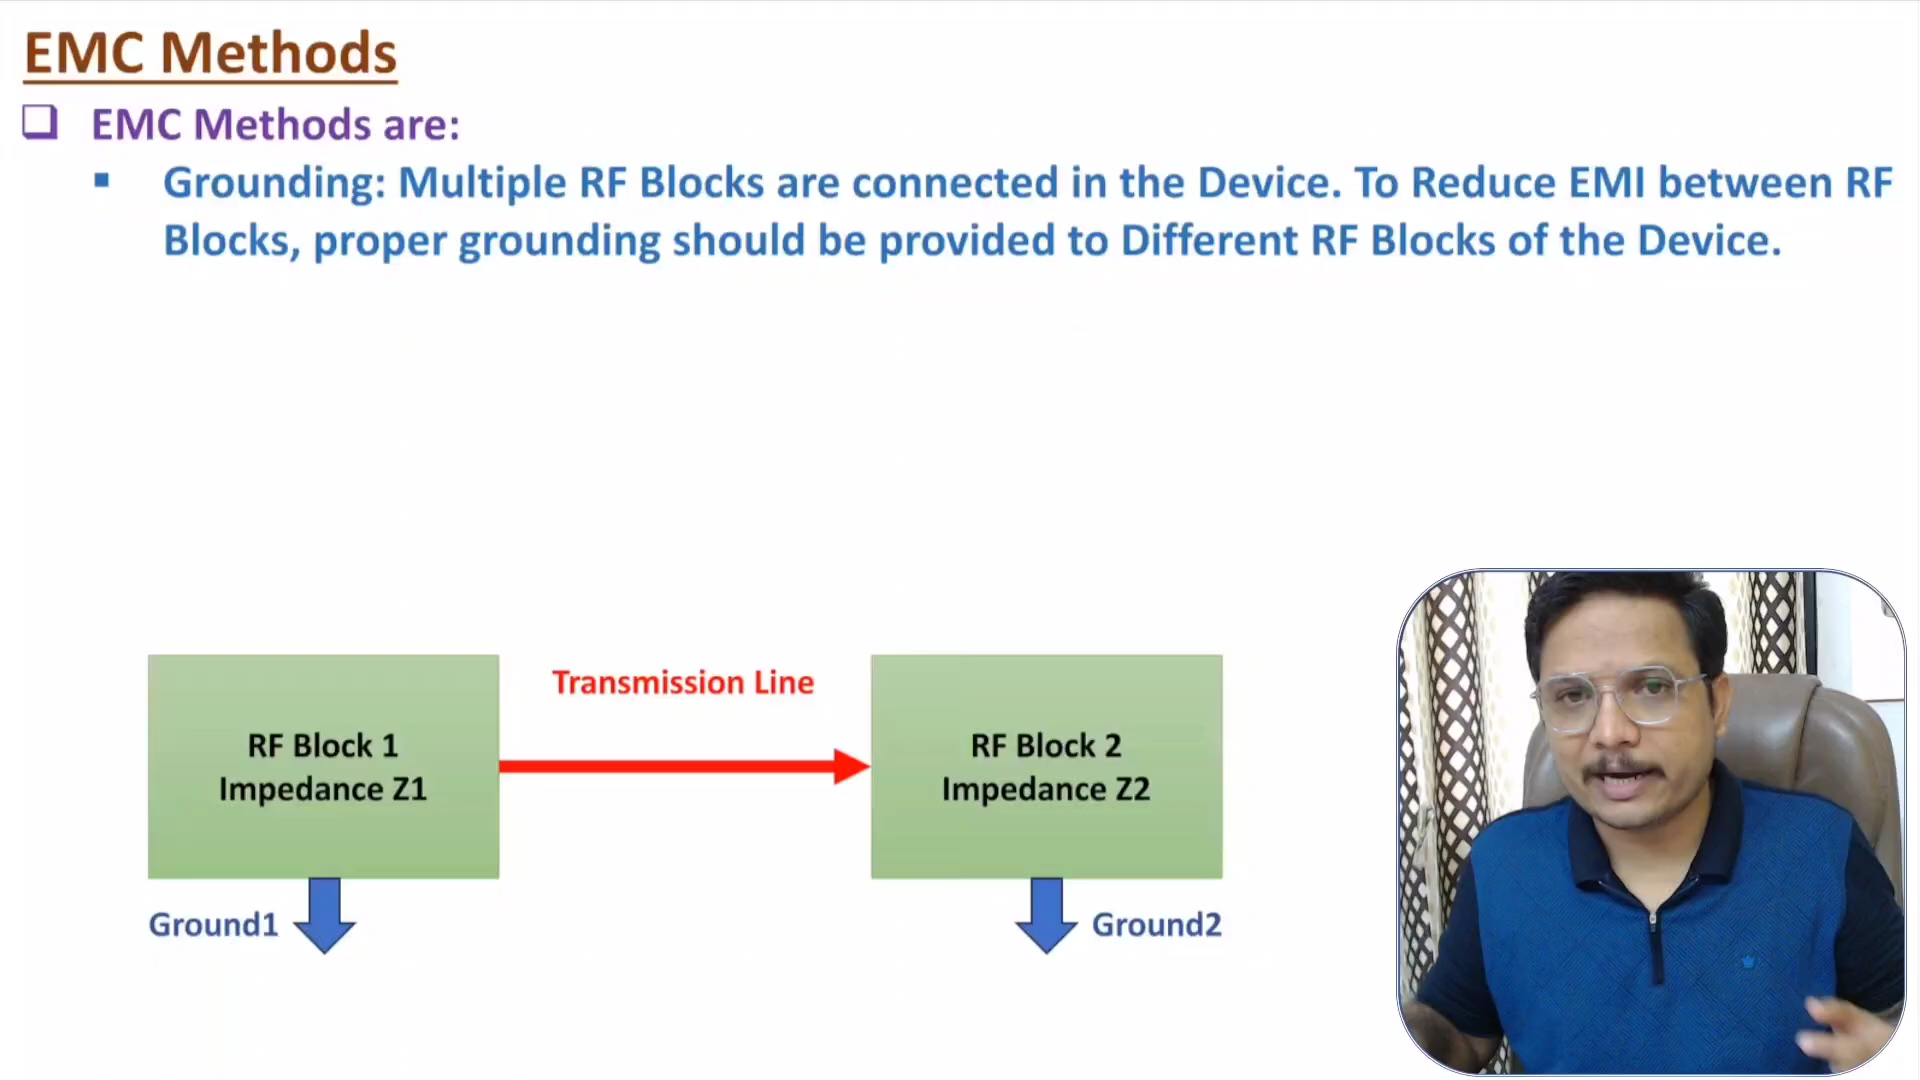 EMC Methods
EMC Methods are:
Grounding: Multiple RF Blocks are connected in the Device. To Reduce EMI between RF
Blocks, proper grounding should be provided to Different RF Blocks of the Device.
Transmission Line
RF Block 1
Impedance Z1
RF Block 2
Impedance Z2
Ground1
Ground2